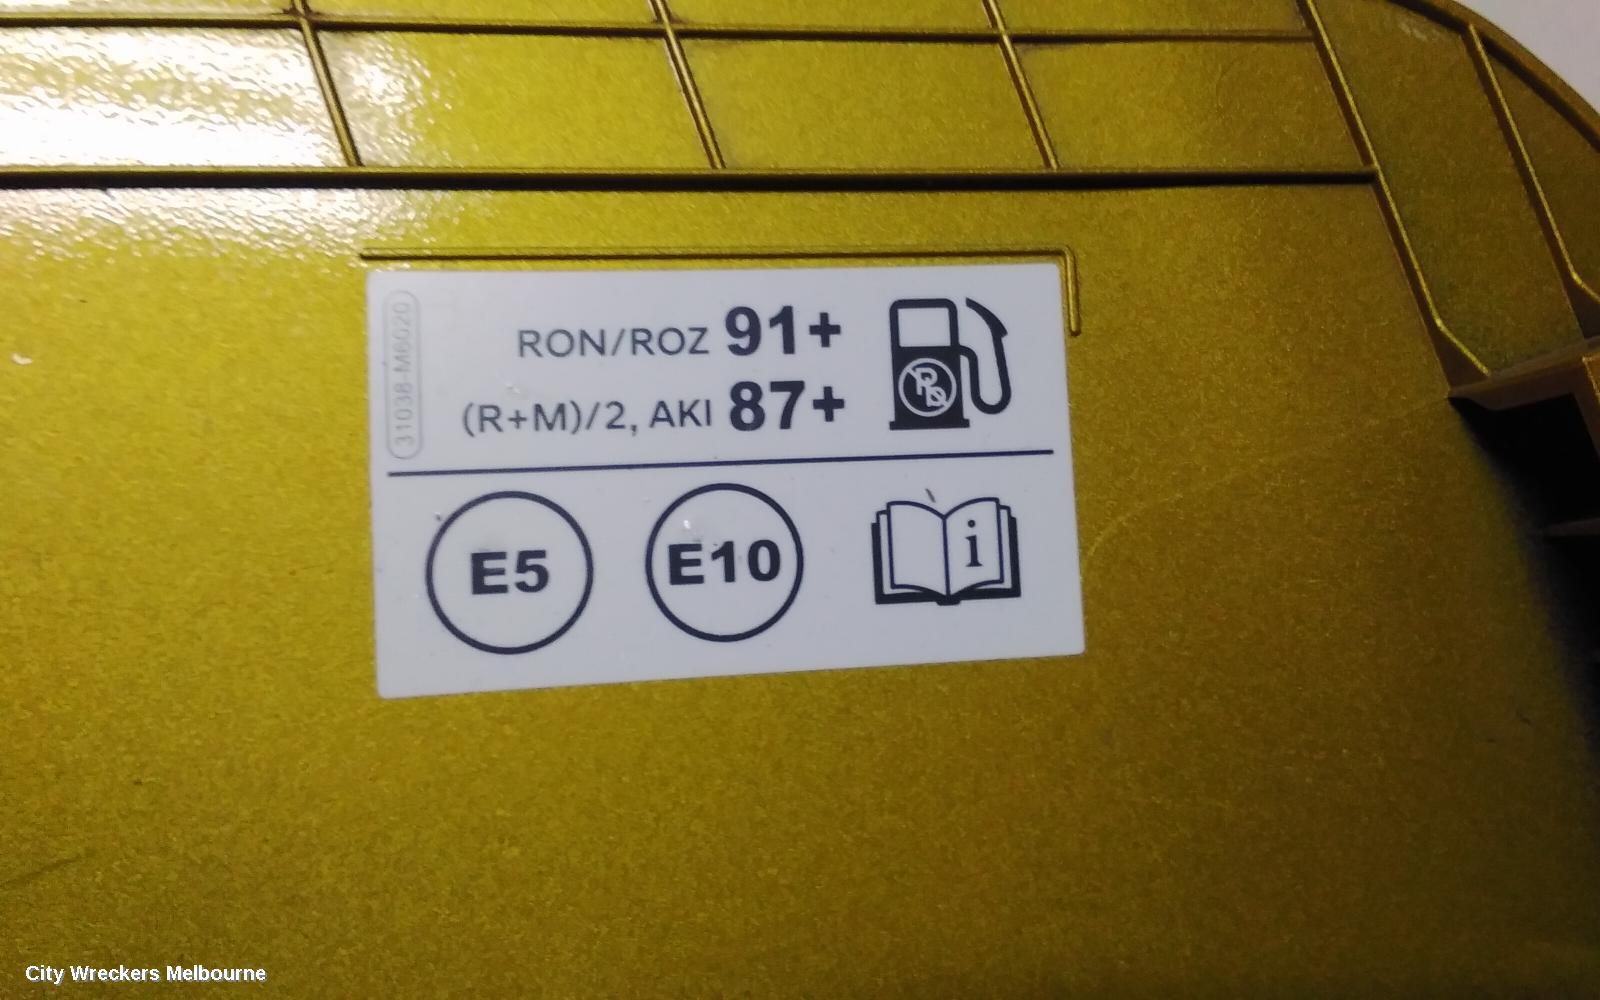 31038-M6020
RON/ROZ 91+
(R+M)/2, AKI 87+
Pb
E5
E10
i
City Wreckers Melbourne